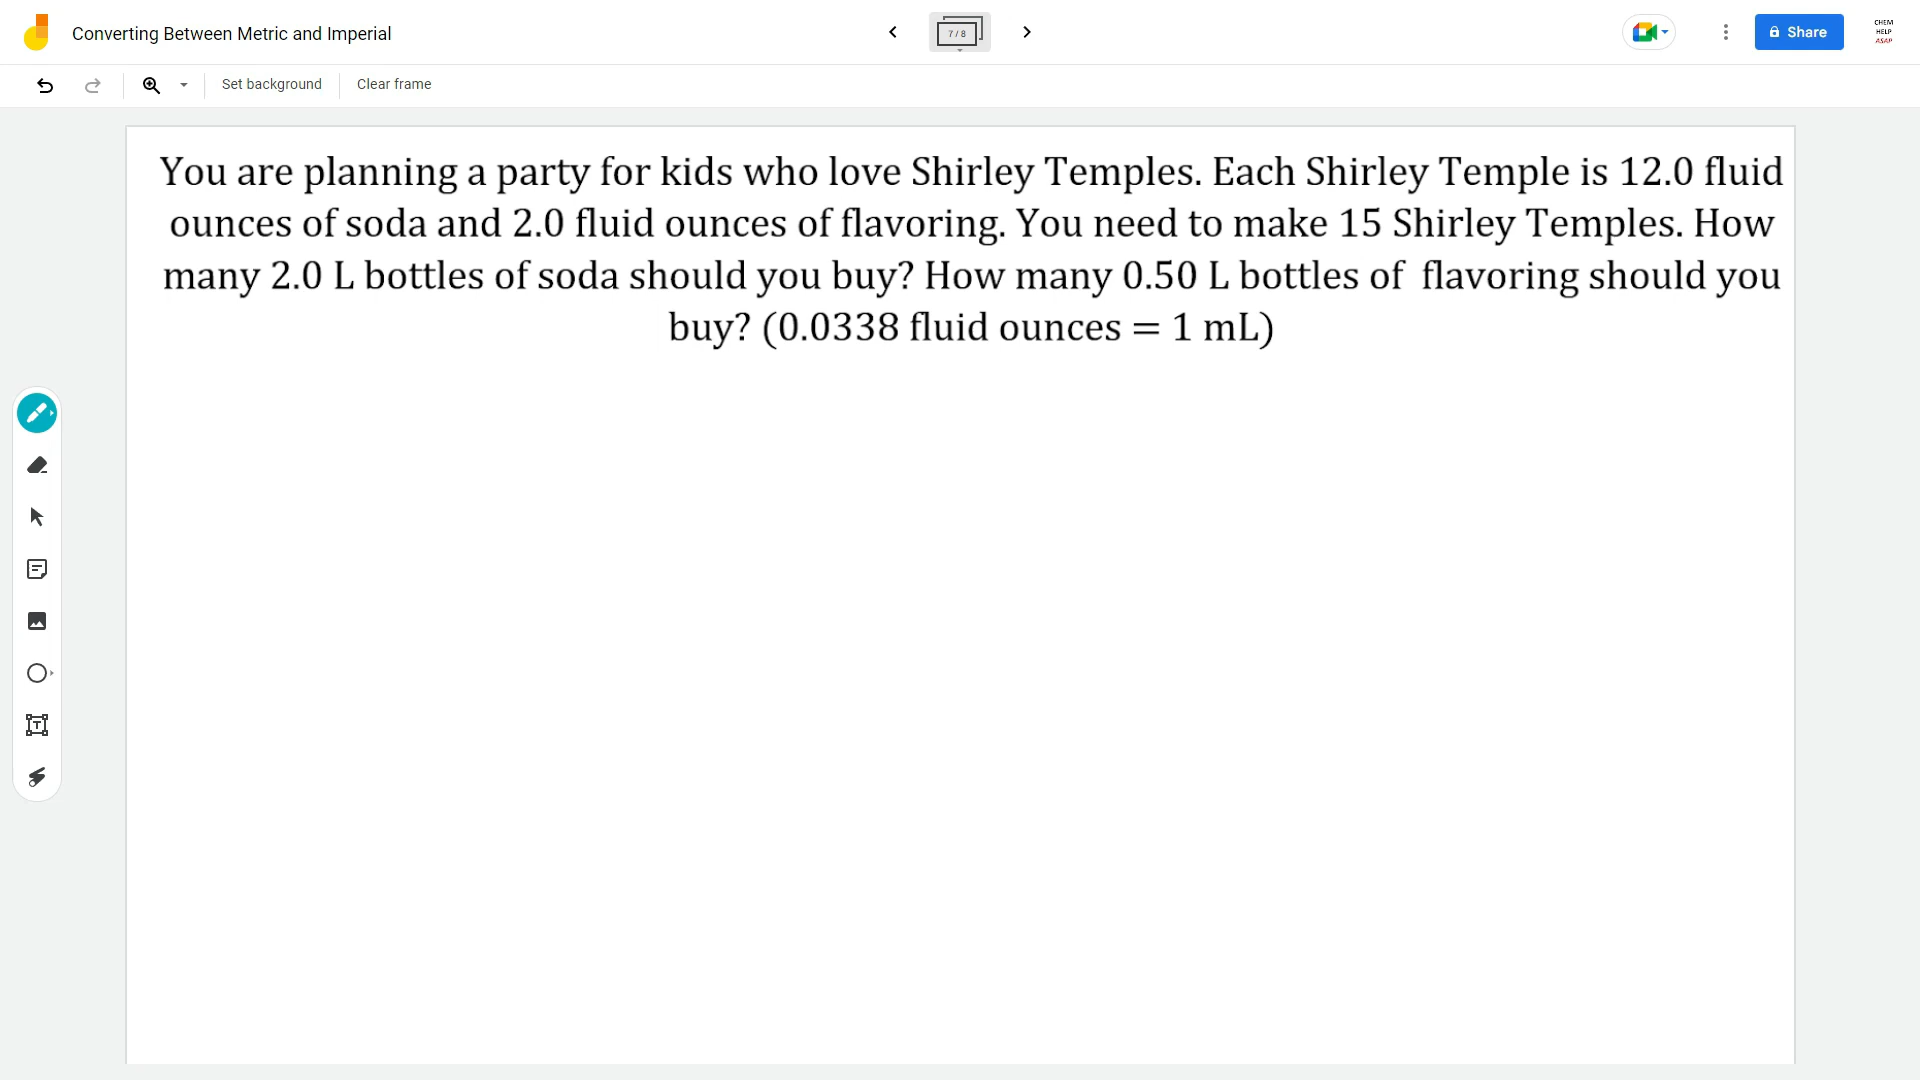 Converting Between Metric and Imperial
7 / 8
Share
CHEM
HELP
ASAP
Set background
Clear frame
You are planning a party for kids who love Shirley Temples. Each Shirley Temple is 12.0 fluid
ounces of soda and 2.0 fluid ounces of flavoring. You need to make 15 Shirley Temples. How
many 2.0 L bottles of soda should you buy? How many 0.50 L bottles of flavoring should you
buy? (0.0338 fluid ounces = 1 mL)